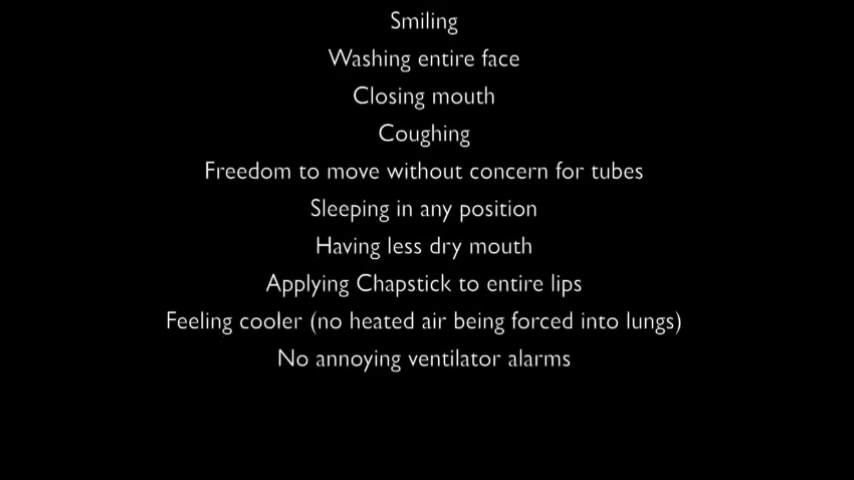 Smiling
Washing entire face
Closing mouth
Coughing
Freedom to move without concern for tubes
Sleeping in any position
Having less dry mouth
Applying Chapstick to entire lips
Feeling cooler (no heated air being forced into lungs)
No annoying ventilator alarms